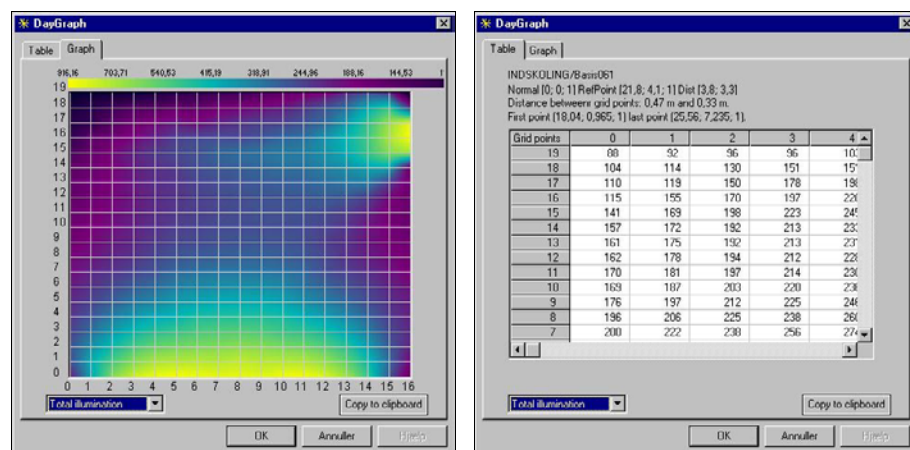 DayGraph
Table Graph
916,16 703,71 540,53 415,19 318,91 244,96 188,16 144,53
19
18
17
16
15
14
13
12
11
10
9
8
7
6
5
4
3
2
1
0
0 1 2 3 4 5 6 7 8 9 10 11 12 13 14 15 16
Total illumination Copy to clipboard
OK Annuller Hjælp
DayGraph
Table Graph
INDSKOLING/Basis061
Normal [0; 0; 1] RefPoint [21,8; 4,1; 1] Dist [3,8; 3,3]
Distance between grid points: 0,47 m and 0,33 m.
First point (18,04; 0,965, 1) last point (25,56; 7,235, 1).
Grid points 0 1 2 3 4
19 88 92 96 96
18 104 114 130 151
17 110 119 150 178
16 115 155 170 197
15 141 169 198 223
14 157 172 192 213
13 161 175 192 213
12 162 178 194 212
11 170 181 197 214
10 169 187 203 220
9 176 197 212 225
8 196 206 225 238
7 200 222 238 256
Total illumination Copy to clipboard
OK Annuller Hjælp